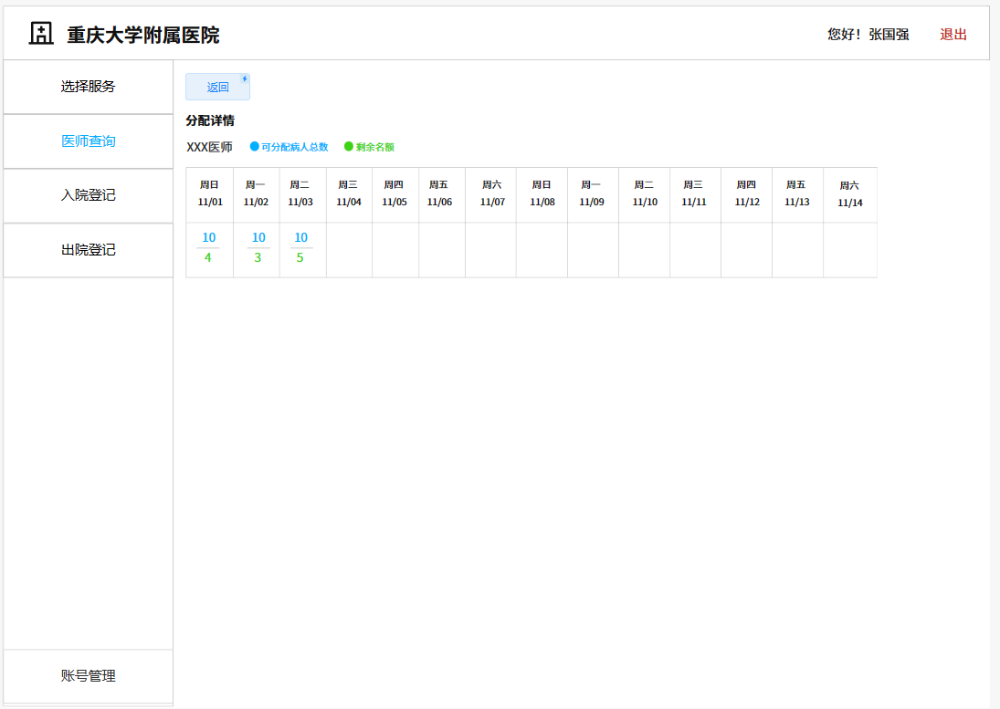 重庆大学附属医院
您好！张国强 退出
选择服务
医师查询
入院登记
出院登记
账号管理
返回
分配详情
XXX医师 可分配病人总数 剩余名额
周日 周一 周二 周三 周四 周五 周六 周日 周一 周二 周三 周四 周五 周六
11/01 11/02 11/03 11/04 11/05 11/06 11/07 11/08 11/09 11/10 11/11 11/12 11/13 11/14
10 10 10
4 3 5